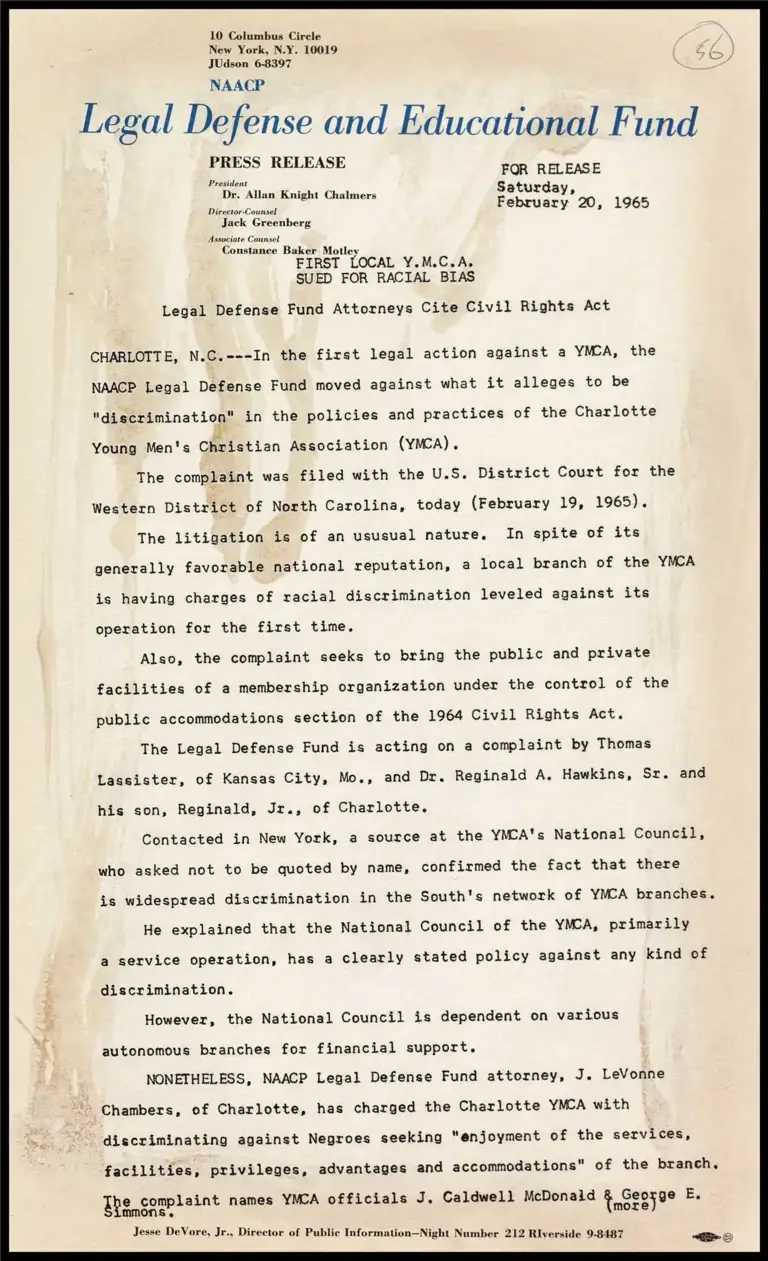 10 Columbus Circle
New York, N.Y. 10019
JUdson 6-8397
56
NAACP
Legal Defense and Educational Fund
PRESS RELEASE
President
Dr. Allan Knight Chalmers
Director-Counsel
Jack Greenberg
Associate Counsel
Constance Baker Motley
FOR RELEASE
Saturday,
February 20, 1965
FIRST LOCAL Y.M.C.A.
SUED FOR RACIAL BIAS
Legal Defense Fund Attorneys Cite Civil Rights Act
CHARLOTTE, N.C.---In the first legal action against a YMCA, the
NAACP Legal Defense Fund moved against what it alleges to be
"discrimination" in the policies and practices of the Charlotte
Young Men's Christian Association (YMCA).
The complaint was filed with the U.S. District Court for the
Western District of North Carolina, today (February 19, 1965).
The litigation is of an ususual nature. In spite of its
generally favorable national reputation, a local branch of the YMCA
is having charges of racial discrimination leveled against its
operation for the first time.
Also, the complaint seeks to bring the public and private
facilities of a membership organization under the control of the
public accommodations section of the 1964 Civil Rights Act.
The Legal Defense Fund is acting on a complaint by Thomas
Lassister, of Kansas City, Mo., and Dr. Reginald A. Hawkins, Sr. and
his son, Reginald, Jr., of Charlotte.
Contacted in New York, a source at the YMCA's National Council,
who asked not to be quoted by name, confirmed the fact that there
is widespread discrimination in the South's network of YMCA branches.
He explained that the National Council of the YMCA, primarily
a service operation, has a clearly stated policy against any kind of
discrimination.
However, the National Council is dependent on various
autonomous branches for financial support.
NONETHELESS, NAACP Legal Defense Fund attorney, J. LeVonne
Chambers, of Charlotte, has charged the Charlotte YMCA with
discriminating against Negroes seeking "enjoyment of the services,
facilities, privileges, advantages and accommodations" of the branch.
The complaint names YMCA officials J. Caldwell McDonald & George E.
Simmons.
(more)
Jesse DeVore, Jr., Director of Public Information—Night Number 212 RIverside 9-8487